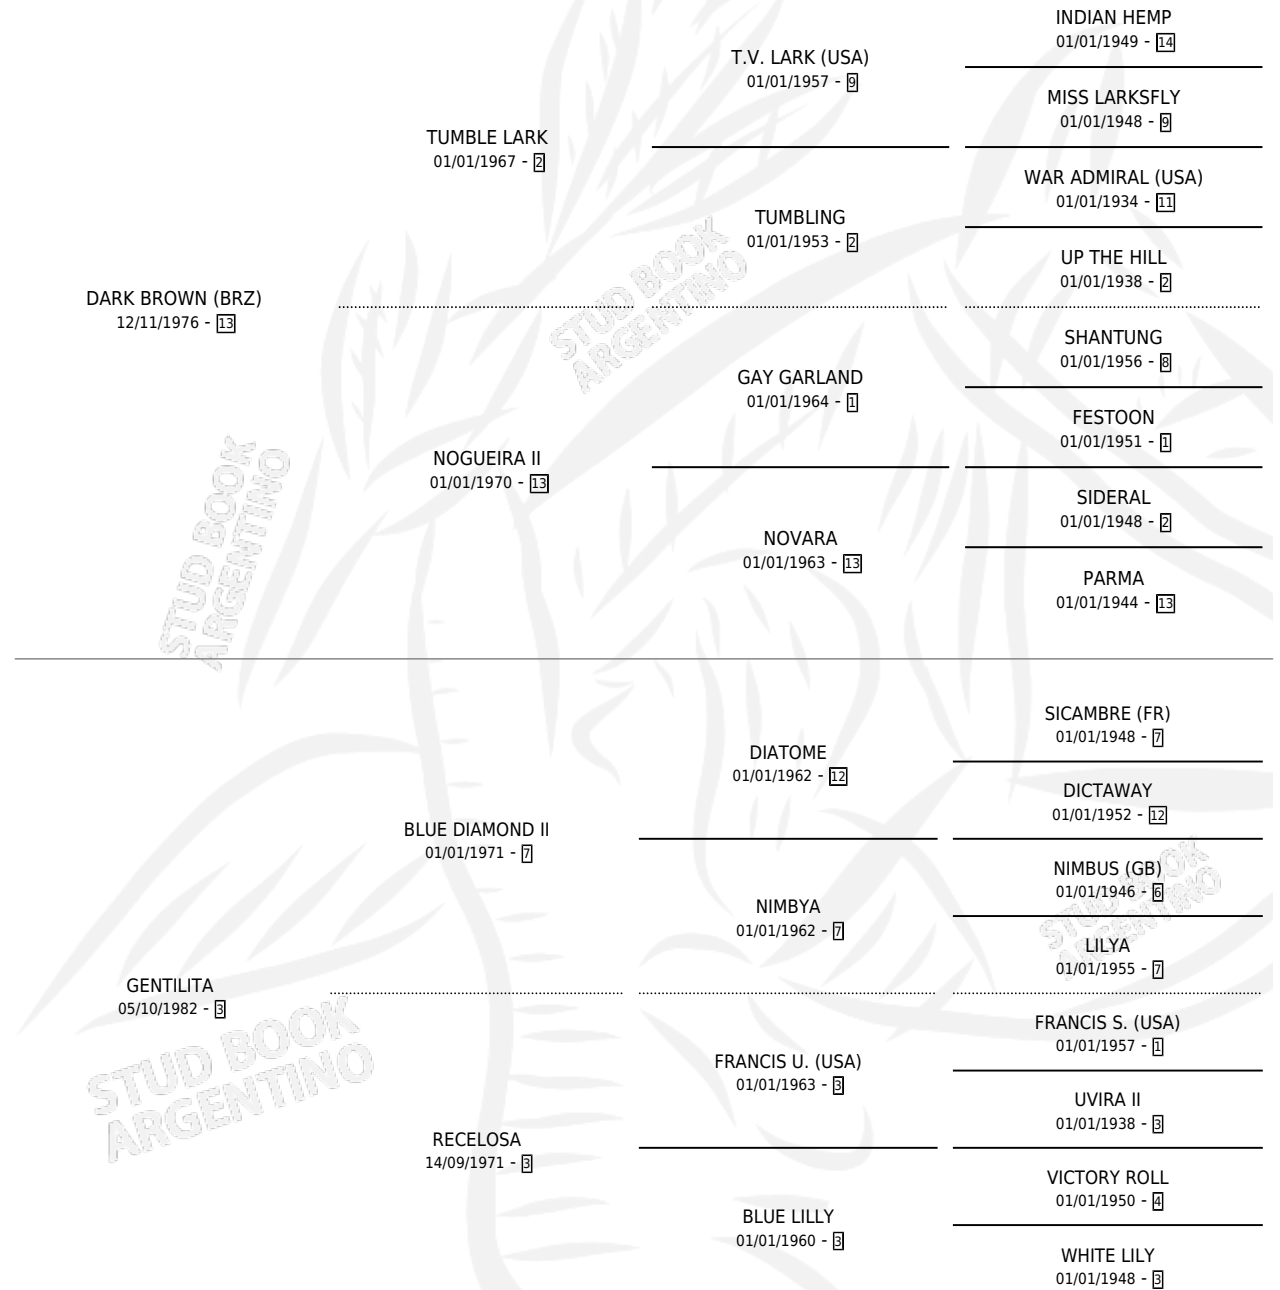 INDIAN HEMP
01/01/1949 - 14
T.V. LARK (USA)
01/01/1957 - 9
MISS LARKSFLY
01/01/1948 - 9
TUMBLE LARK
01/01/1967 - 2
WAR ADMIRAL (USA)
01/01/1934 - 11
TUMBLING
01/01/1953 - 2
UP THE HILL
01/01/1938 - 2
DARK BROWN (BRZ)
12/11/1976 - 13
SHANTUNG
01/01/1956 - 8
GAY GARLAND
01/01/1964 - 1
FESTOON
01/01/1951 - 1
NOGUEIRA II
01/01/1970 - 13
SIDERAL
01/01/1948 - 2
NOVARA
01/01/1963 - 13
PARMA
01/01/1944 - 13
STUD BOOK
ARGENTINO
STUD BOOK
ARGENTINO
SICAMBRE (FR)
01/01/1948 - 7
DIATOME
01/01/1962 - 12
DICTAWAY
01/01/1952 - 12
BLUE DIAMOND II
01/01/1971 - 7
NIMBUS (GB)
01/01/1946 - 6
NIMBYA
01/01/1962 - 7
LILYA
01/01/1955 - 7
STUD BOOK
ARGENTINO
GENTILITA
05/10/1982 - 3
FRANCIS S. (USA)
01/01/1957 - 1
FRANCIS U. (USA)
01/01/1963 - 3
UVIRA II
01/01/1938 - 3
STUD BOOK
ARGENTINO
RECELOSA
14/09/1971 - 3
VICTORY ROLL
01/01/1950 - 4
BLUE LILLY
01/01/1960 - 3
WHITE LILY
01/01/1948 - 3